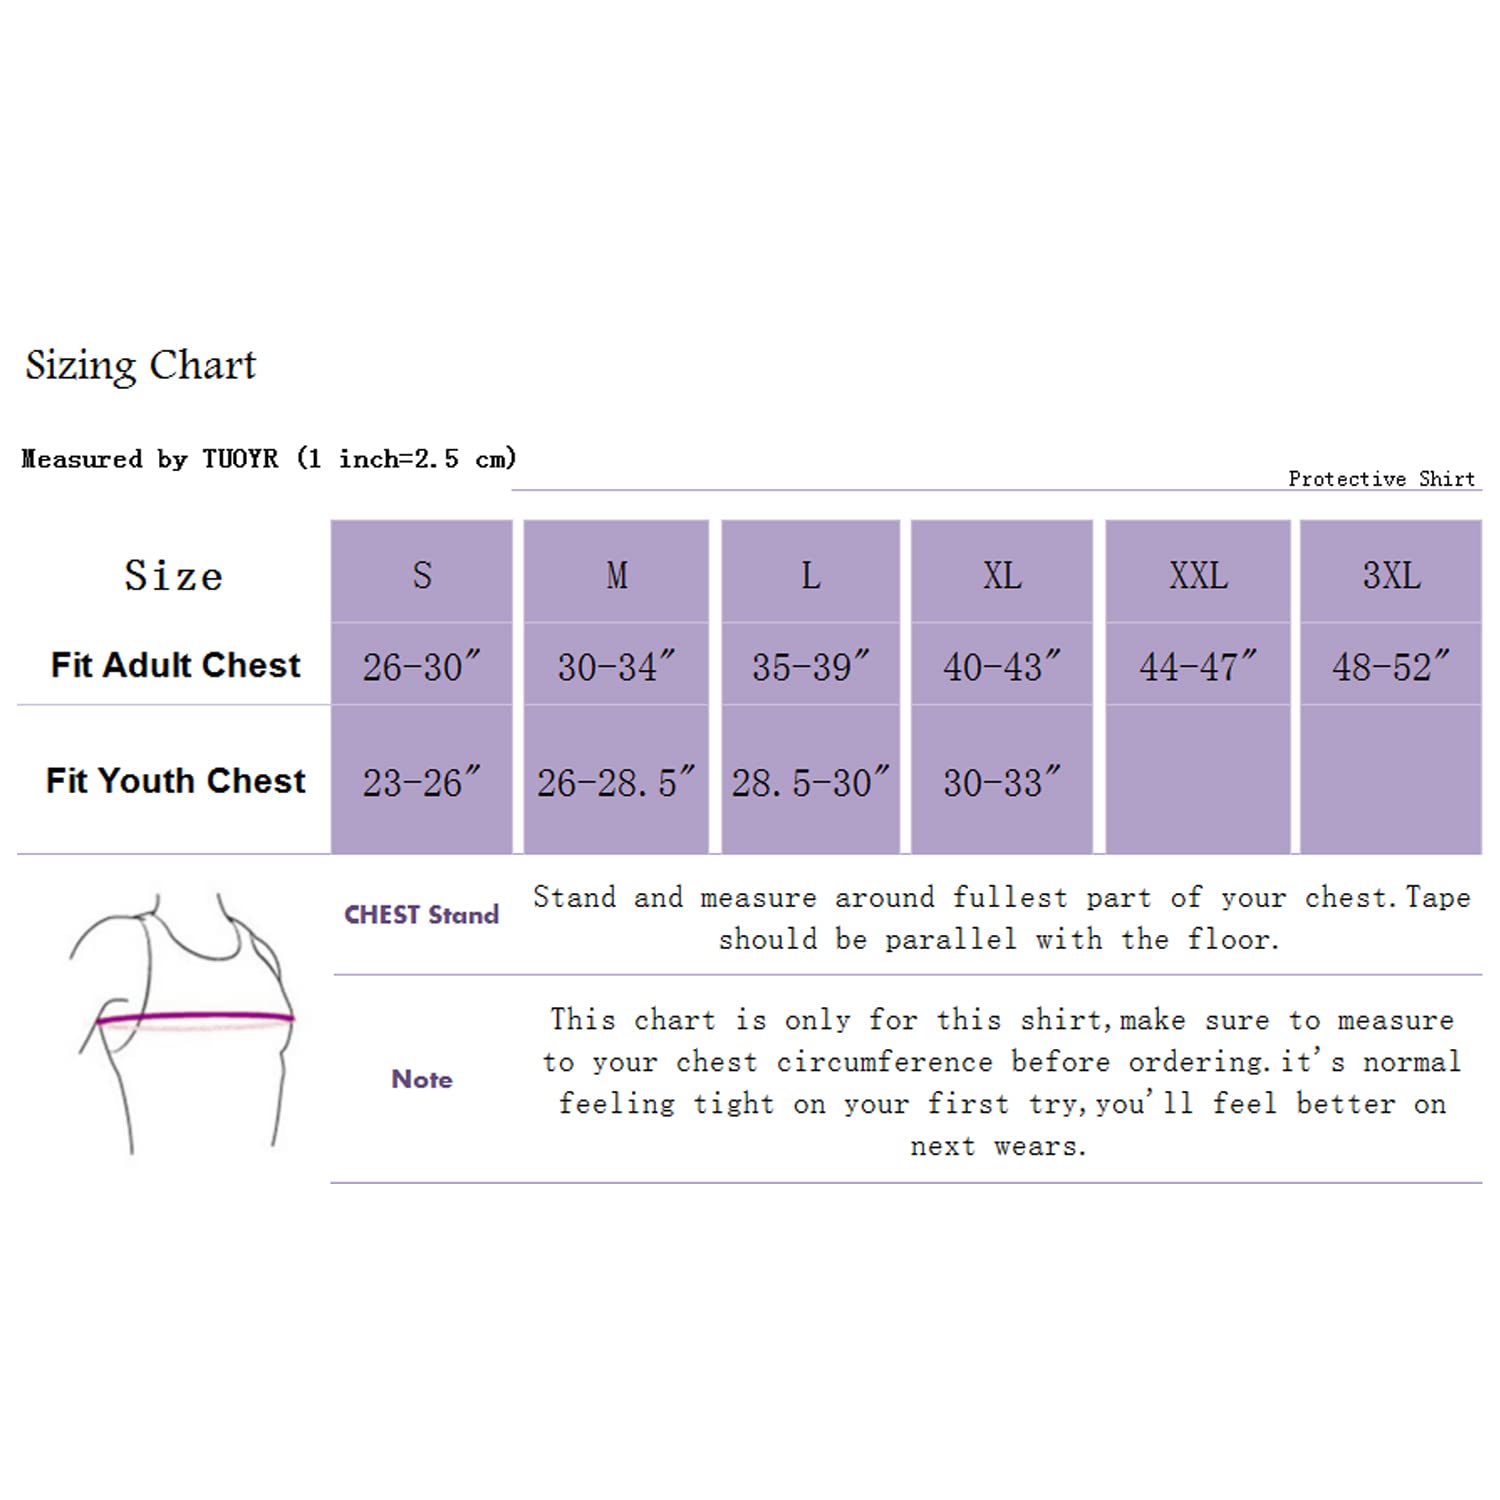 Sizing Chart
Measured by TUOYR (1 inch=2.5 cm)
Protective Shirt
Size S M L XL XXL 3XL
Fit Adult Chest 26-30″ 30-34″ 35-39″ 40-43″ 44-47″ 48-52″
Fit Youth Chest 23-26″ 26-28.5″ 28.5-30″ 30-33″
CHEST Stand
Stand and measure around fullest part of your chest.Tape
should be parallel with the floor.
Note
This chart is only for this shirt,make sure to measure
to your chest circumference before ordering.it's normal
feeling tight on your first try,you'll feel better on
next wears.